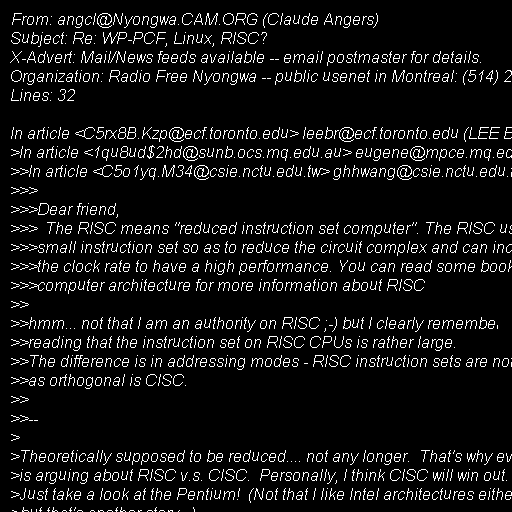 From: angcl@Nyongwa.CAM.ORG (Claude Angers)
Subject: Re: WP-PCF, Linux, RISC?
X-Advert: Mail/News feeds available -- email postmaster for details.
Organization: Radio Free Nyongwa -- public usenet in Montreal: (514) 2
Lines: 32

In article <C5rx8B.Kzp@ecf.toronto.edu> leebr@ecf.toronto.edu (LEE B
>In article <1qu8ud$2hd@sunb.ocs.mq.edu.au> eugene@mpce.mq.ed
>>In article <C5o1yq.M34@csie.nctu.edu.tw> ghhwang@csie.nctu.edu.t
>>>
>>>Dear friend,
>>>  The RISC means "reduced instruction set computer". The RISC us
>>>small instruction set so as to reduce the circuit complex and can inc
>>>the clock rate to have a high performance. You can read some book
>>>computer architecture for more information about RISC
>>
>>hmm... not that I am an authority on RISC ;-) but I clearly remember
>>reading that the instruction set on RISC CPUs is rather large.
>>The difference is in addressing modes - RISC instruction sets are not
>>as orthogonal is CISC.
>>
>>--
>
>Theoretically supposed to be reduced.... not any longer.  That's why ev
>is arguing about RISC v.s. CISC.  Personally, I think CISC will win out.
>Just take a look at the Pentium!  (Not that I like Intel architectures eithe
>but that's another story...)